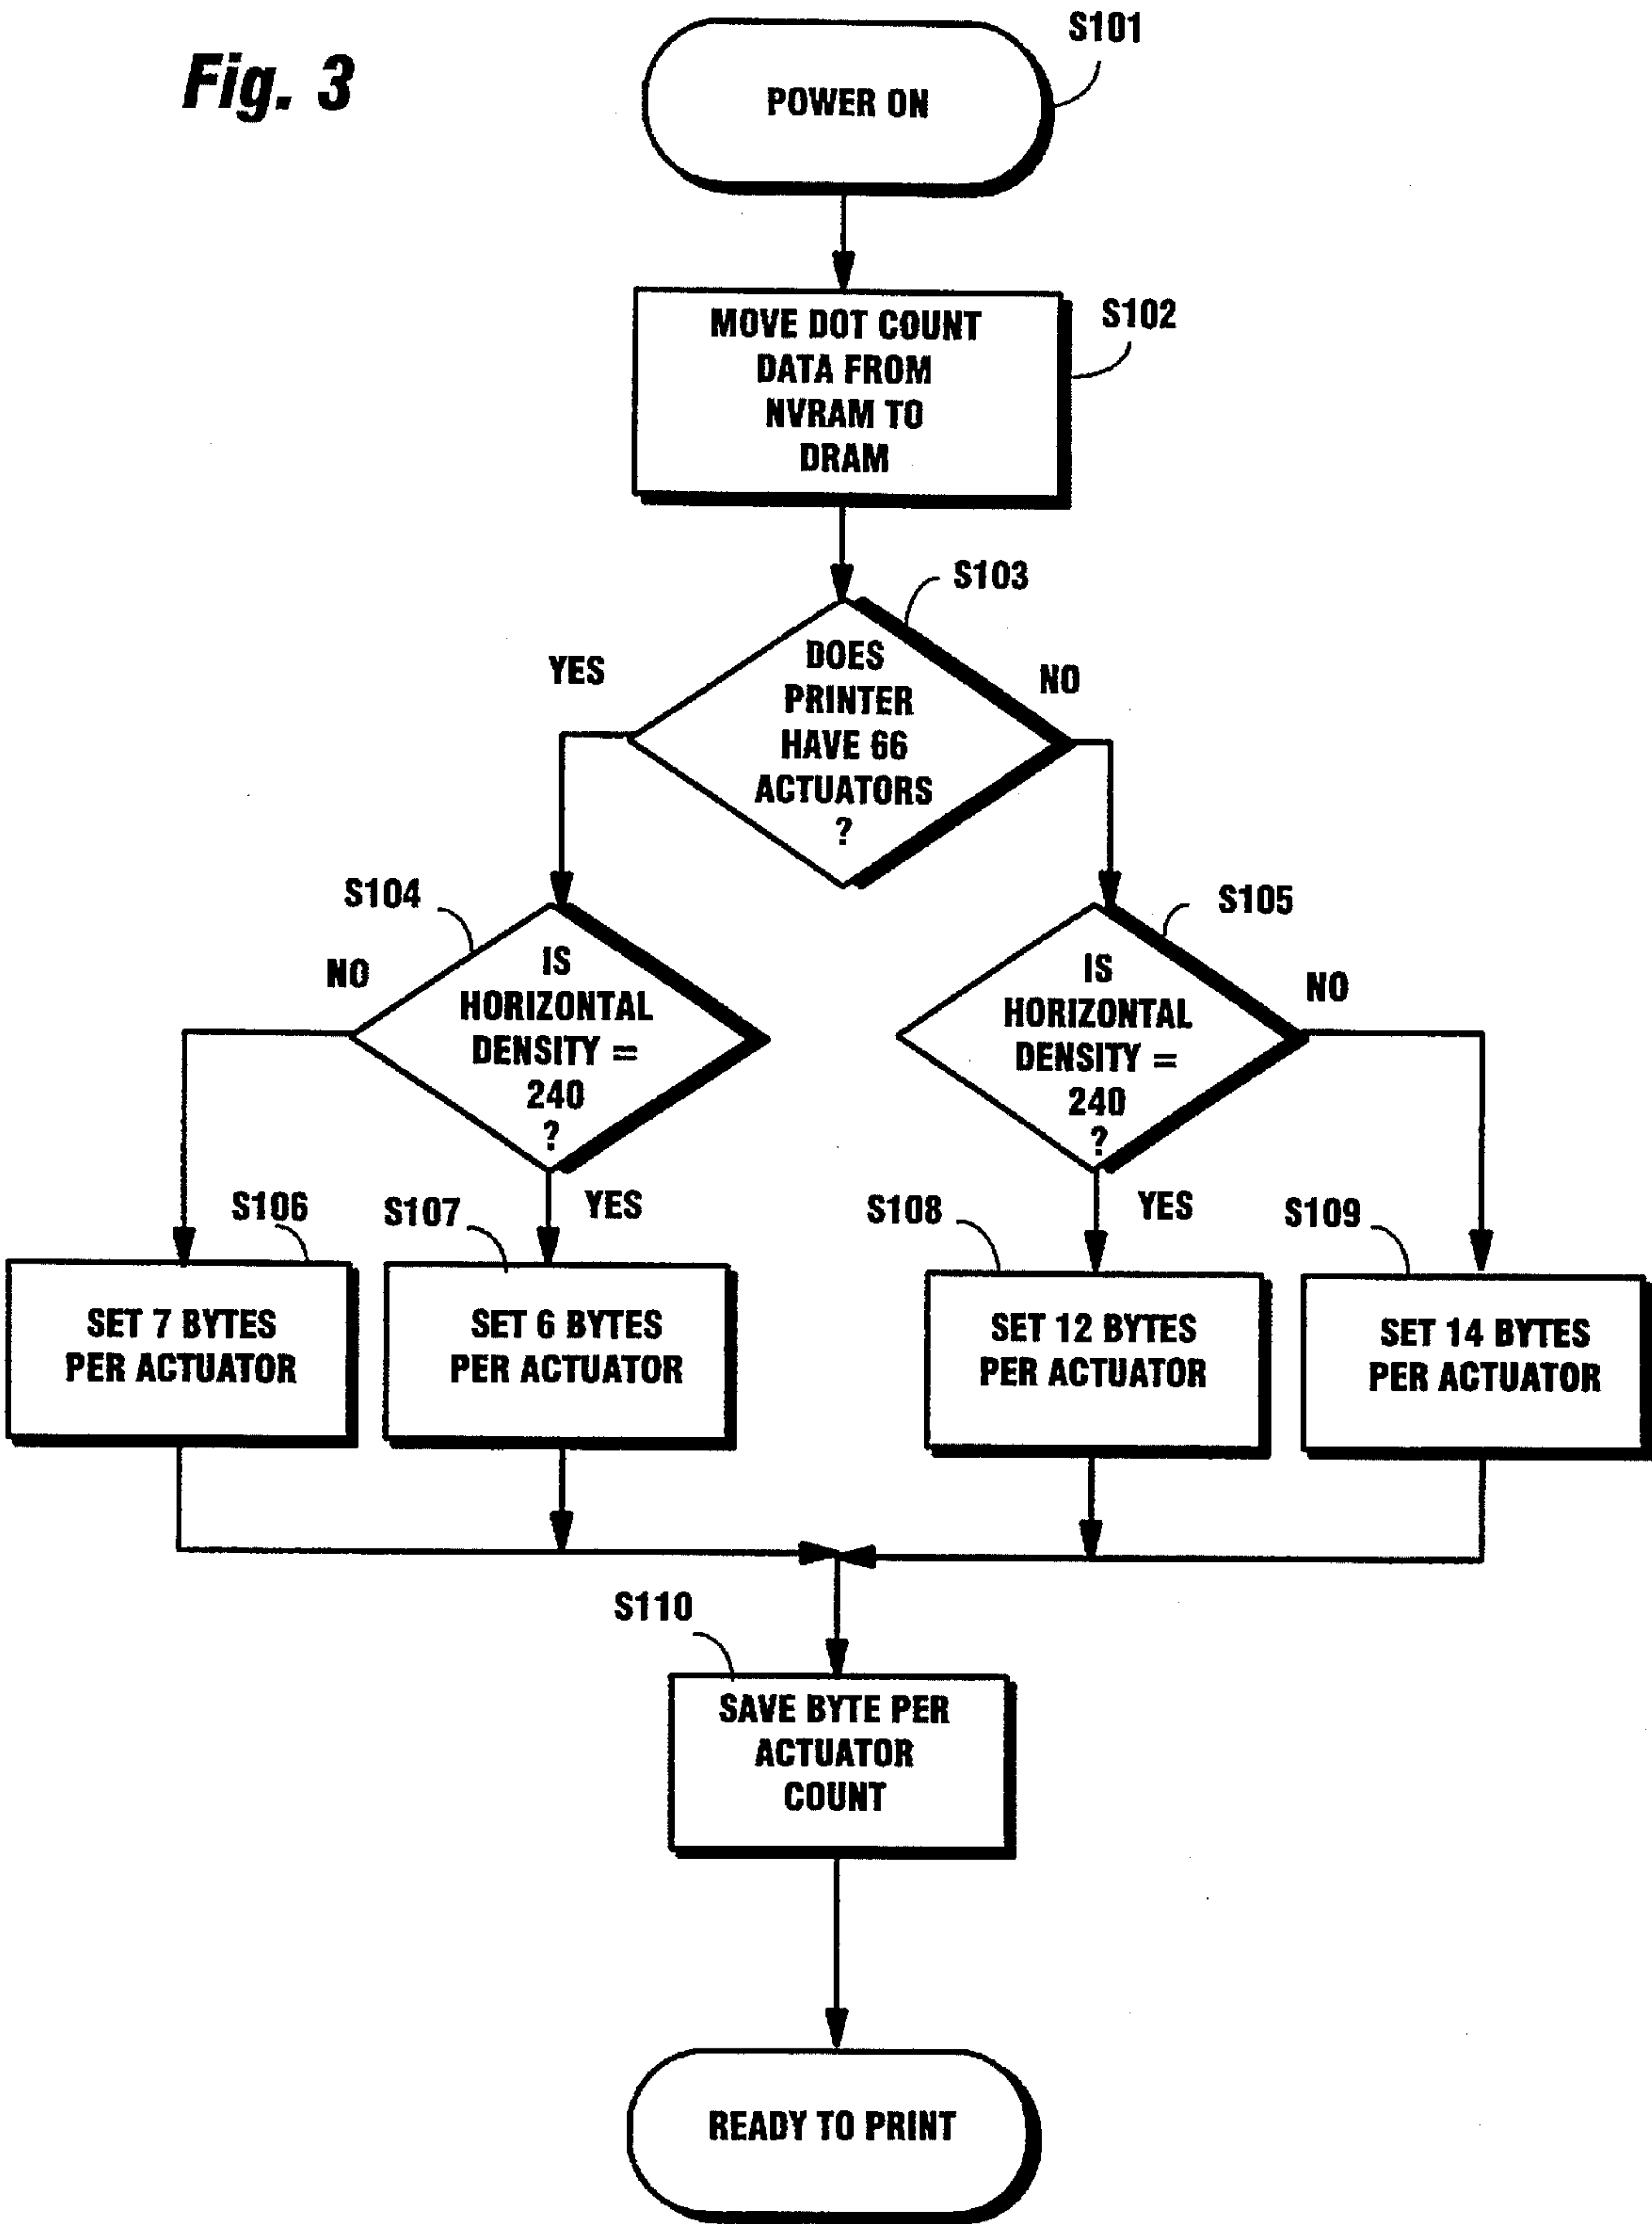 Fig. 3
S101
POWER ON
S102
MOVE DOT COUNT
DATA FROM
NVRAM TO
DRAM
S103
YES
NO
DOES
PRINTER
HAVE 66
ACTUATORS
?
S104
S105
NO
IS
HORIZONTAL
DENSITY =
240
?
IS
HORIZONTAL
DENSITY =
240
?
NO
S106
S107
YES
S108
YES
S109
SET 7 BYTES
PER ACTUATOR
SET 6 BYTES
PER ACTUATOR
SET 12 BYTES
PER ACTUATOR
SET 14 BYTES
PER ACTUATOR
S110
SAVE BYTE PER
ACTUATOR
COUNT
READY TO PRINT